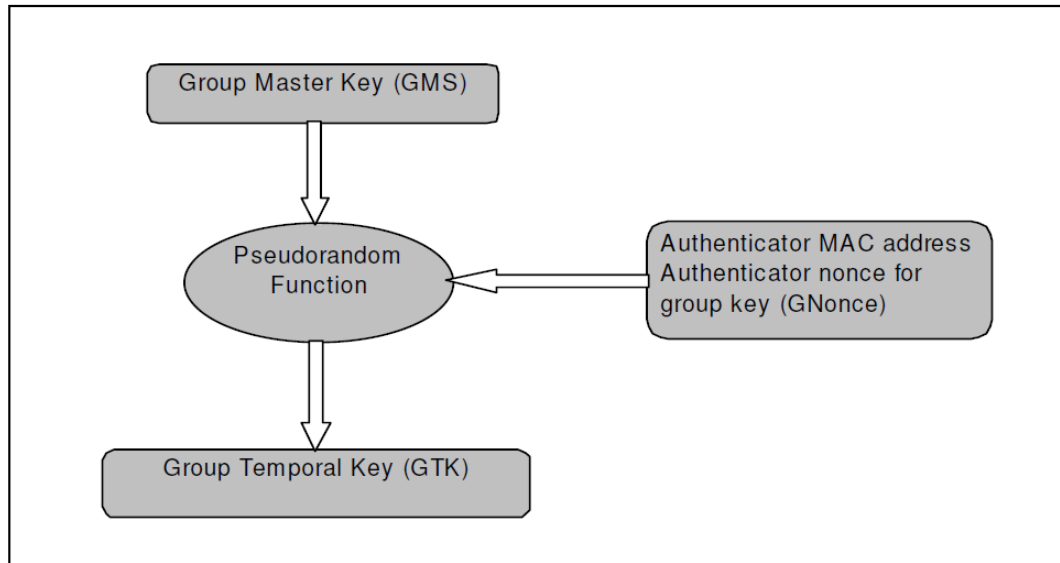 Group Master Key (GMS)
Pseudorandom
Function
Authenticator MAC address
Authenticator nonce for
group key (GNonce)
Group Temporal Key (GTK)